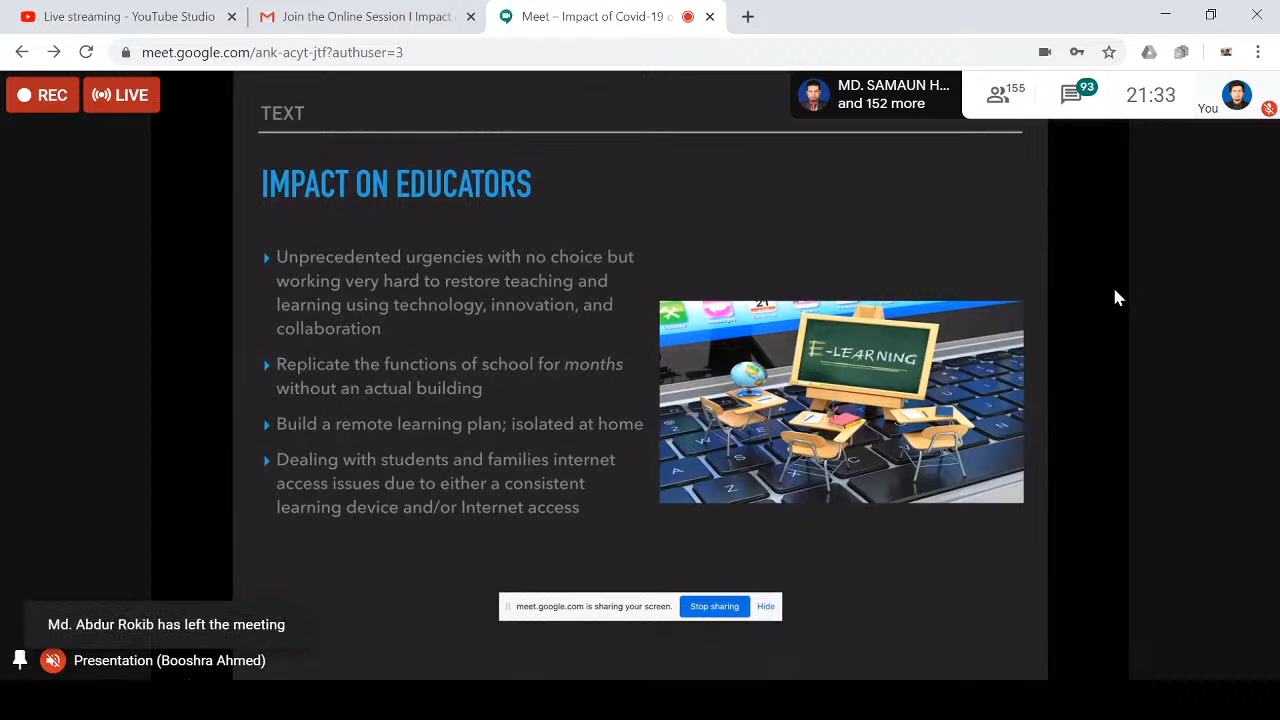 Live streaming - YouTube Studio
Join the Online Session I Impact
Meet – Impact of Covid-19 o
meet.google.com/ank-acyt-jtf?authuser=3
REC
LIVE
MD. SAMAUN H...
and 152 more
155
93
21:33
You
TEXT
IMPACT ON EDUCATORS
Unprecedented urgencies with no choice but
working very hard to restore teaching and
learning using technology, innovation, and
collaboration
Replicate the functions of school for months
without an actual building
Build a remote learning plan; isolated at home
Dealing with students and families internet
access issues due to either a consistent
learning device and/or Internet access
21
E-LEARNING
meet.google.com is sharing your screen.
Stop sharing
Hide
Md. Abdur Rokib has left the meeting
Presentation (Booshra Ahmed)